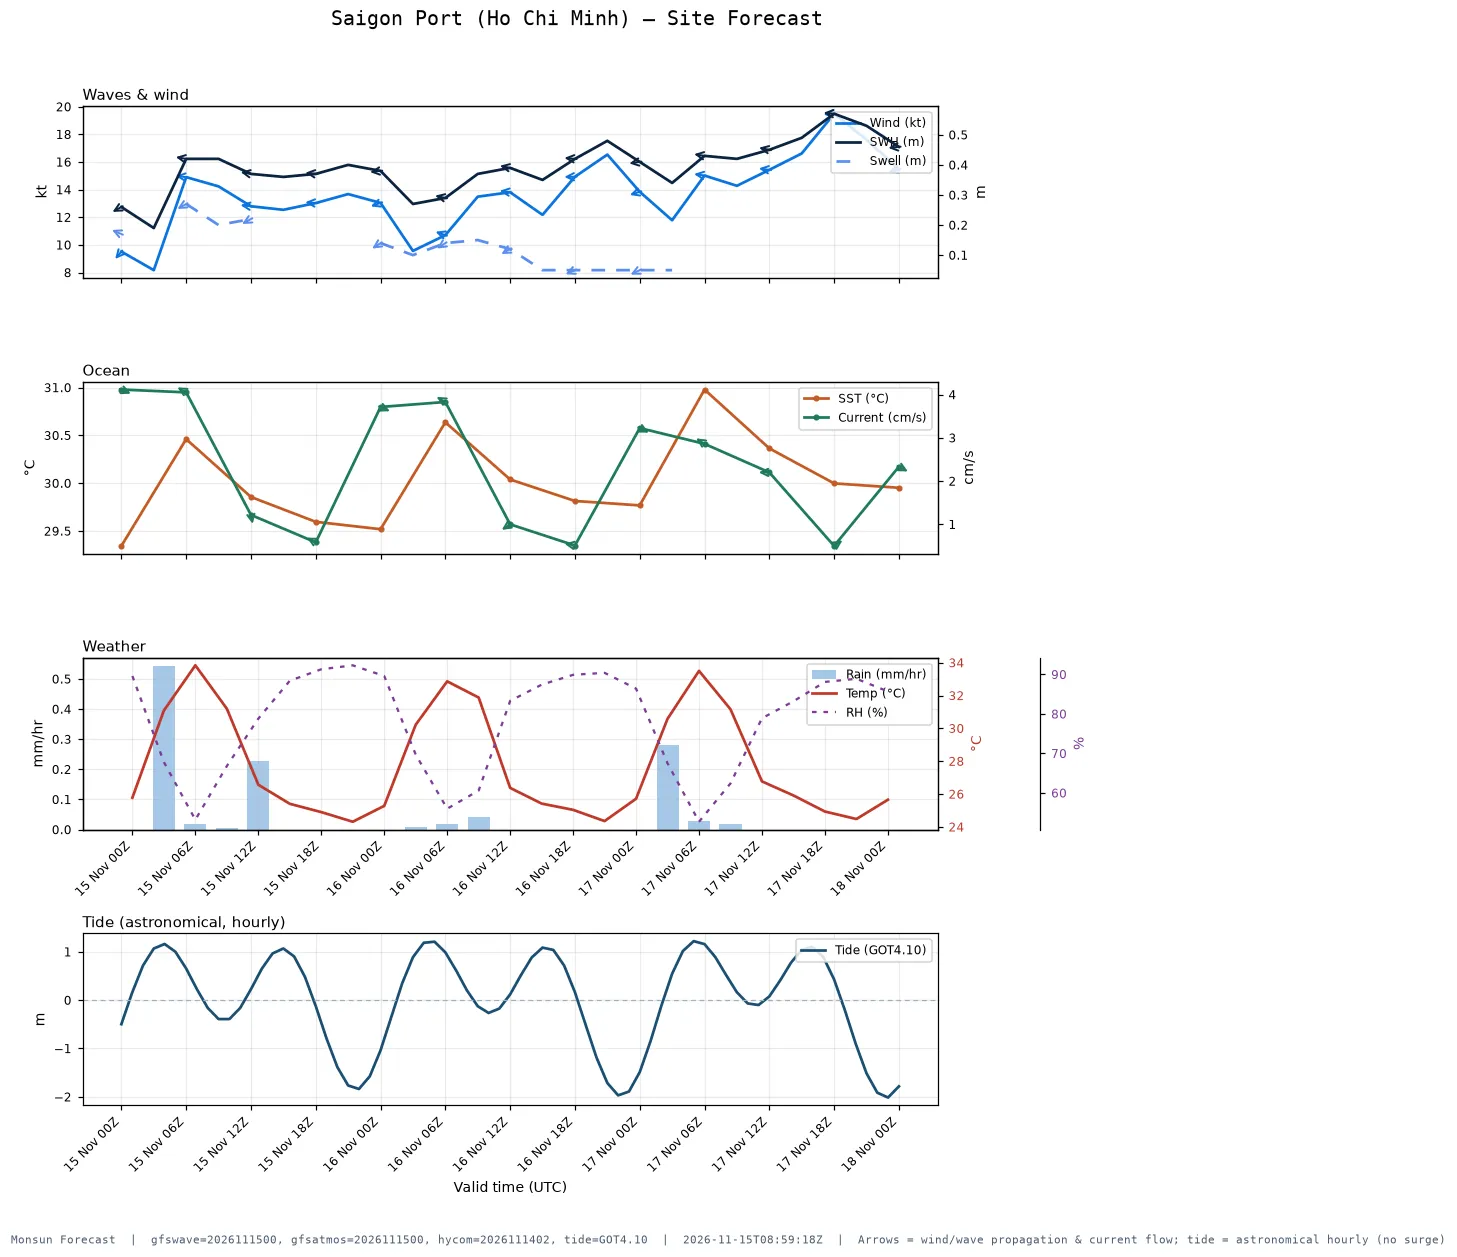 Saigon Port (Ho Chi Minh) — Site Forecast
Waves & wind
20
18
16
14
12
10
8
kt
0.5
0.4
0.3
0.2
0.1
m
Wind (kt)
SWH (m)
Swell (m)
Ocean
31.0
30.5
30.0
29.5
°C
4
3
2
1
cm/s
SST (°C)
Current (cm/s)
Weather
0.5
0.4
0.3
0.2
0.1
0.0
mm/hr
34
32
30
28
26
24
°C
90
80
70
60
%
Rain (mm/hr)
Temp (°C)
RH (%)
15 Nov 00Z
15 Nov 06Z
15 Nov 12Z
15 Nov 18Z
16 Nov 00Z
16 Nov 06Z
16 Nov 12Z
16 Nov 18Z
17 Nov 00Z
17 Nov 06Z
17 Nov 12Z
17 Nov 18Z
18 Nov 00Z
Tide (astronomical, hourly)
1
0
−1
−2
m
Tide (GOT4.10)
15 Nov 00Z
15 Nov 06Z
15 Nov 12Z
15 Nov 18Z
16 Nov 00Z
16 Nov 06Z
16 Nov 12Z
16 Nov 18Z
17 Nov 00Z
17 Nov 06Z
17 Nov 12Z
17 Nov 18Z
18 Nov 00Z
Valid time (UTC)
Monsun Forecast | gfswave=2026111500, gfsatmos=2026111500, hycom=2026111402, tide=GOT4.10 | 2026-11-15T08:59:18Z | Arrows = wind/wave propagation & current flow; tide = astronomical hourly (no surge)